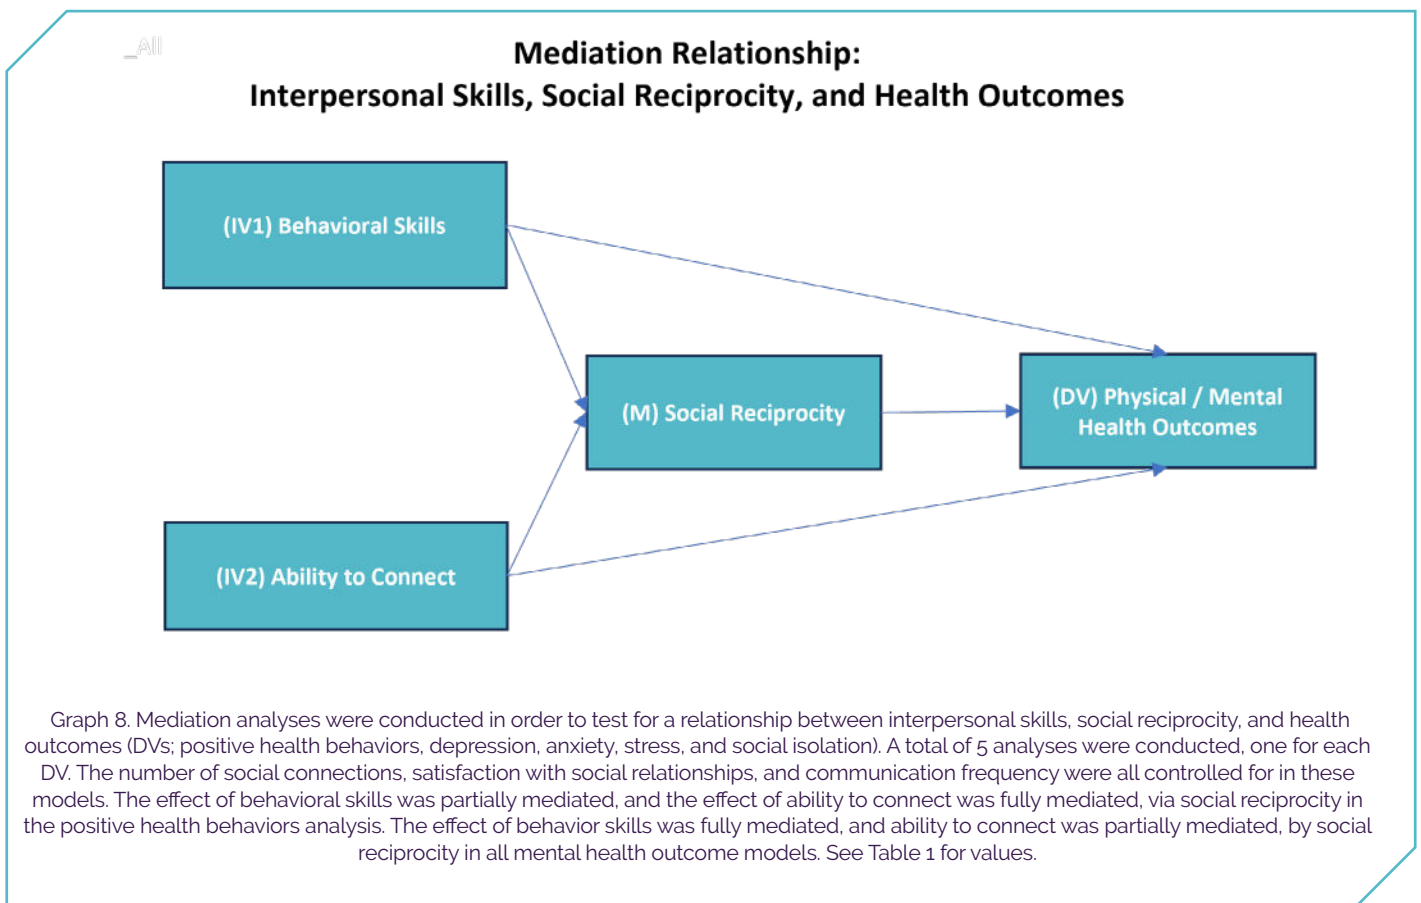 _All
Mediation Relationship:
Interpersonal Skills, Social Reciprocity, and Health Outcomes
(IV1) Behavioral Skills
(M) Social Reciprocity
(DV) Physical / Mental
Health Outcomes
(IV2) Ability to Connect
Graph 8. Mediation analyses were conducted in order to test for a relationship between interpersonal skills, social reciprocity, and health
outcomes (DVs; positive health behaviors, depression, anxiety, stress, and social isolation). A total of 5 analyses were conducted, one for each
DV. The number of social connections, satisfaction with social relationships, and communication frequency were all controlled for in these
models. The effect of behavioral skills was partially mediated, and the effect of ability to connect was fully mediated, via social reciprocity in
the positive health behaviors analysis. The effect of behavior skills was fully mediated, and ability to connect was partially mediated, by social
reciprocity in all mental health outcome models. See Table 1 for values.